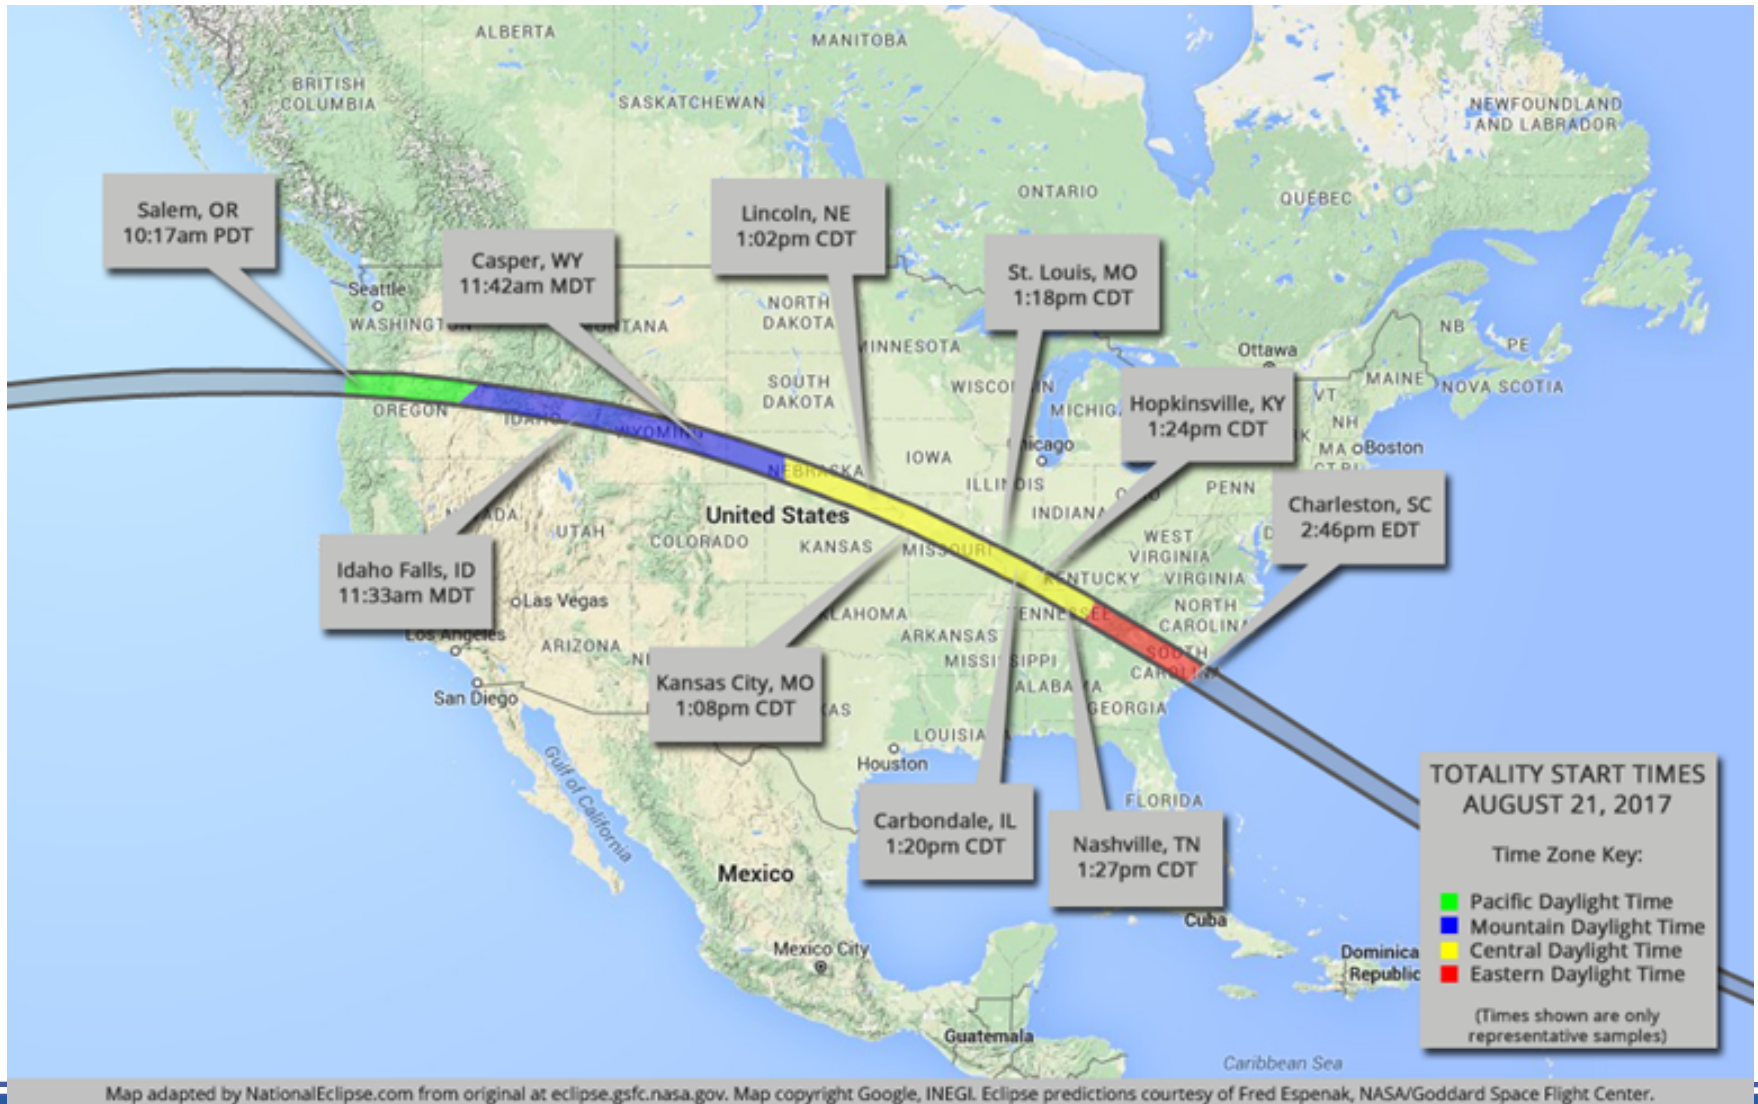 ALBERTA
MANITOBA
BRITISH
COLUMBIA
SASKATCHEWAN
NEWFOUNDLAND
AND LABRADOR
ONTARIO
QUÉBEC
Salem, OR
10:17am PDT
Casper, WY
11:42am MDT
Lincoln, NE
1:02pm CDT
St. Louis, MO
1:18pm CDT
Seattle
WASHINGTON
NORTH
DAKOTA
MINNESOTA
Ottawa
NB
PE
SOUTH
DAKOTA
MAINE
NOVA SCOTIA
VT
NH
MA
Boston
OREGON
IDAHO
WYOMING
NEBRASKA
IOWA
Hopkinsville, KY
1:24pm CDT
ILLINOIS
INDIANA
PENN
Charleston, SC
2:46pm EDT
United States
UTAH
COLORADO
KANSAS
MISSOURI
WEST
VIRGINIA
KENTUCKY
VIRGINIA
Idaho Falls, ID
11:33am MDT
Las Vegas
Los Angeles
ARIZONA
TENNESSEE
NORTH
CAROLINA
ARKANSAS
MISSISSIPPI
SOUTH
CAROLINA
San Diego
Kansas City, MO
1:08pm CDT
ALABAMA
GEORGIA
Houston
Gulf of California
FLORIDA
Carbondale, IL
1:20pm CDT
Nashville, TN
1:27pm CDT
Mexico
Mexico City
Cuba
Dominica
Republic
Guatemala
Caribbean Sea
TOTALITY START TIMES
AUGUST 21, 2017
Time Zone Key:
Pacific Daylight Time
Mountain Daylight Time
Central Daylight Time
Eastern Daylight Time
(Times shown are only
representative samples)
Map adapted by NationalEclipse.com from original at eclipse.gsfc.nasa.gov. Map copyright Google, INEGI. Eclipse predictions courtesy of Fred Espenak, NASA/Goddard Space Flight Center.